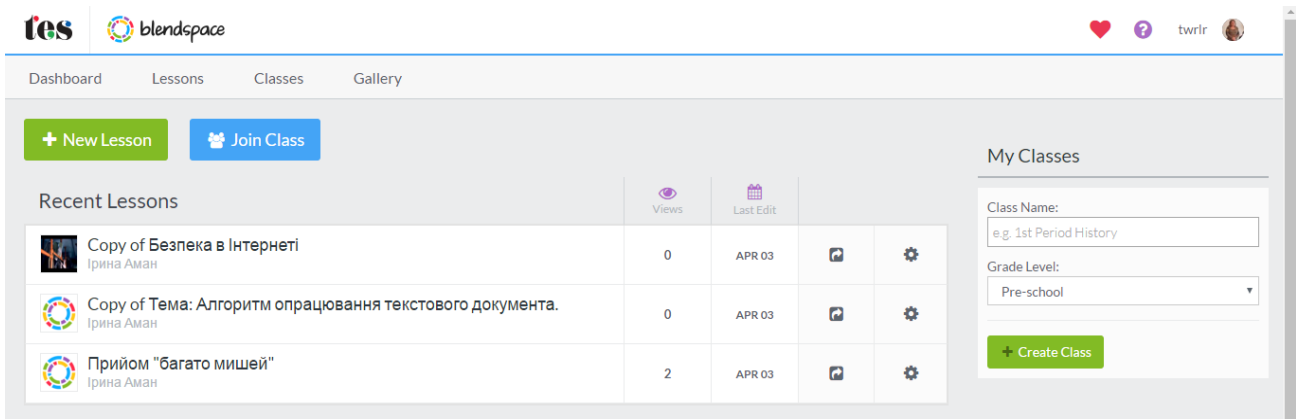 tes blendspace twrlr
Dashboard Lessons Classes Gallery
New Lesson Join Class
My Classes
Recent Lessons Views Last Edit
Class Name:
e.g. 1st Period History
Copy of Безпека в Інтернеті 0 APR 03
Ірина Аман
Grade Level:
Pre-school
Copy of Тема: Алгоритм опрацювання текстового документа. 0 APR 03
Ірина Аман
Create Class
Прийом "багато мишей" 2 APR 03
Ірина Аман